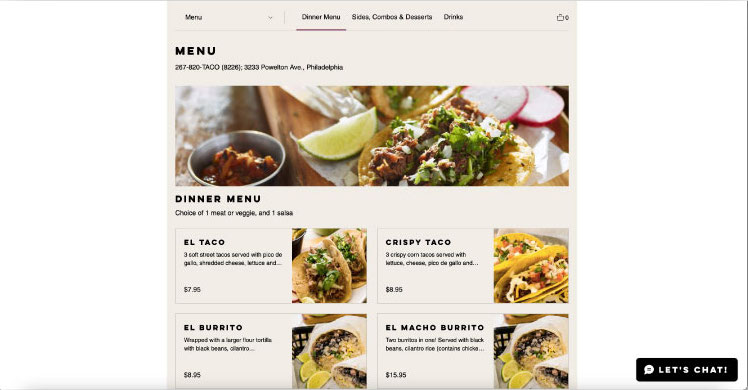 Menu
Dinner Menu
Sides, Combos & Desserts
Drinks
0
MENU
267-820-TACO (8226); 3233 Powelton Ave., Philadelphia
DINNER MENU
Choice of 1 meat or veggie, and 1 salsa
EL TACO
3 soft street tacos served with pico de
gallo, shredded cheese, lettuce and...
$7.95
CRISPY TACO
3 crispy corn tacos served with
lettuce, cheese, pico de gallo and...
$8.95
EL BURRITO
Wrapped with a larger flour tortilla
with black beans, cilantro...
$8.95
EL MACHO BURRITO
Two burritos in one! Served with black
beans, cilantro rice (contains chicke...
$15.95
LET'S CHAT!